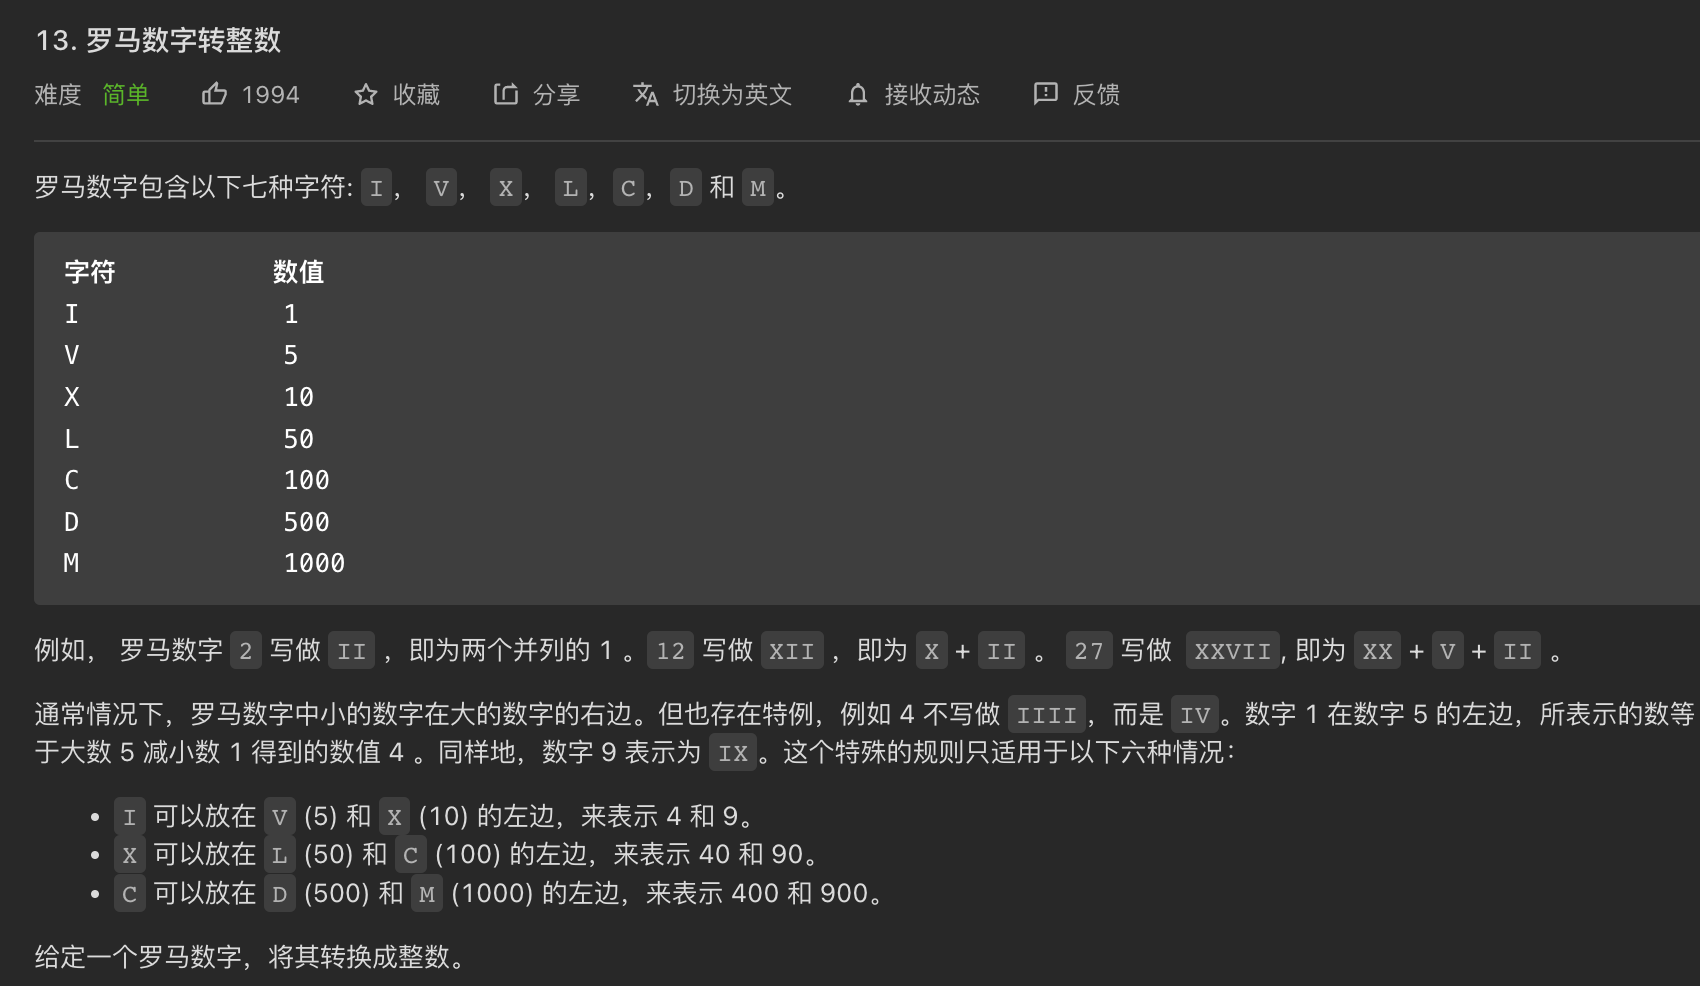 13. 罗马数字转整数
难度 简单 1994 收藏 分享 切换为英文 接收动态 反馈
罗马数字包含以下七种字符: I， V， X， L，C，D 和 M。
字符 数值
I 1
V 5
X 10
L 50
C 100
D 500
M 1000
例如， 罗马数字 2 写做 II ，即为两个并列的 1 。12 写做 XII ，即为 X + II 。 27 写做 XXVII, 即为 XX + V + II 。
通常情况下，罗马数字中小的数字在大的数字的右边。但也存在特例，例如 4 不写做 IIII，而是 IV。数字 1 在数字 5 的左边，所表示的数等
于大数 5 减小数 1 得到的数值 4 。同样地，数字 9 表示为 IX。这个特殊的规则只适用于以下六种情况：
• I 可以放在 V (5) 和 X (10) 的左边，来表示 4 和 9。
• X 可以放在 L (50) 和 C (100) 的左边，来表示 40 和 90。
• C 可以放在 D (500) 和 M (1000) 的左边，来表示 400 和 900。
给定一个罗马数字，将其转换成整数。